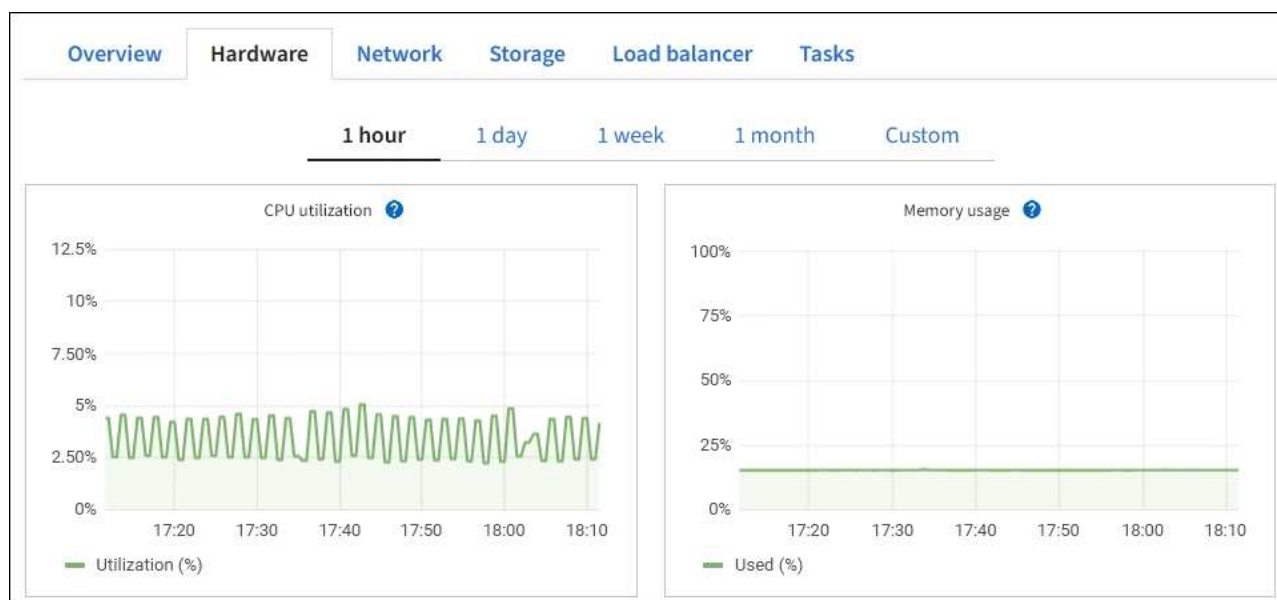 Overview Hardware Network Storage Load balancer Tasks
1 hour 1 day 1 week 1 month Custom
CPU utilization ?
12.5%
10%
7.50%
5%
2.50%
0%
17:20 17:30 17:40 17:50 18:00 18:10
Utilization (%)
Memory usage ?
100%
75%
50%
25%
0%
17:20 17:30 17:40 17:50 18:00 18:10
Used (%)